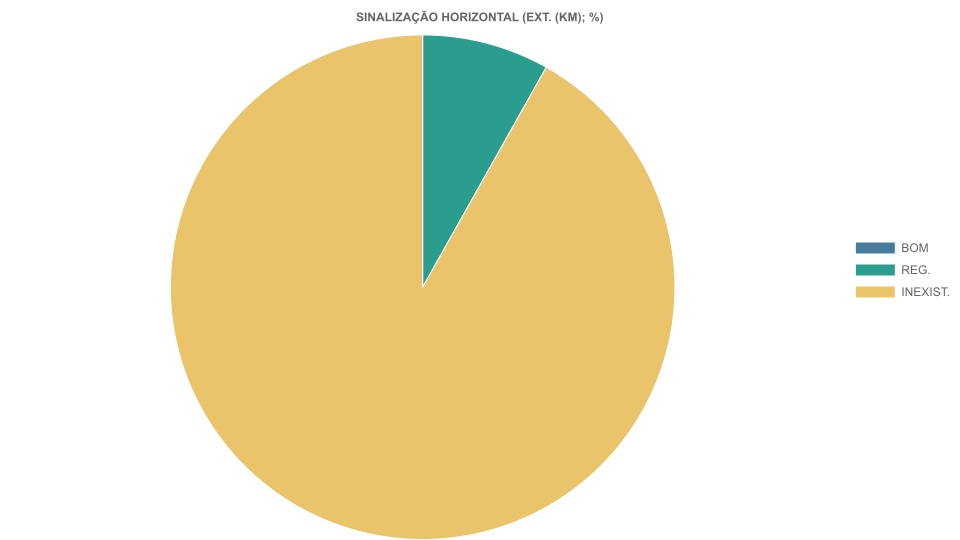 SINALIZAÇÃO HORIZONTAL (EXT. (KM); %)
BOM
REG.
INEXIST.